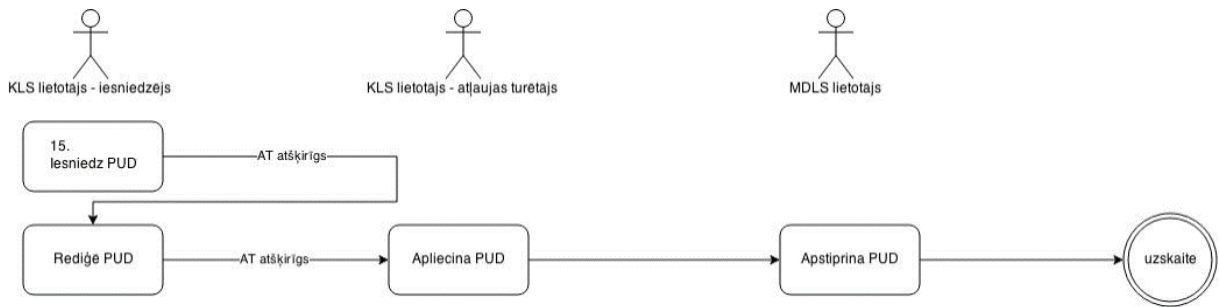 KLS lietotājs - iesniedzējs
KLS lietotājs - atļaujas turētājs
MDLS lietotājs
15.
Iesniedz PUD
AT atšķirīgs
Rediģē PUD
AT atšķirīgs
Apliecina PUD
Apstiprina PUD
uzskaite